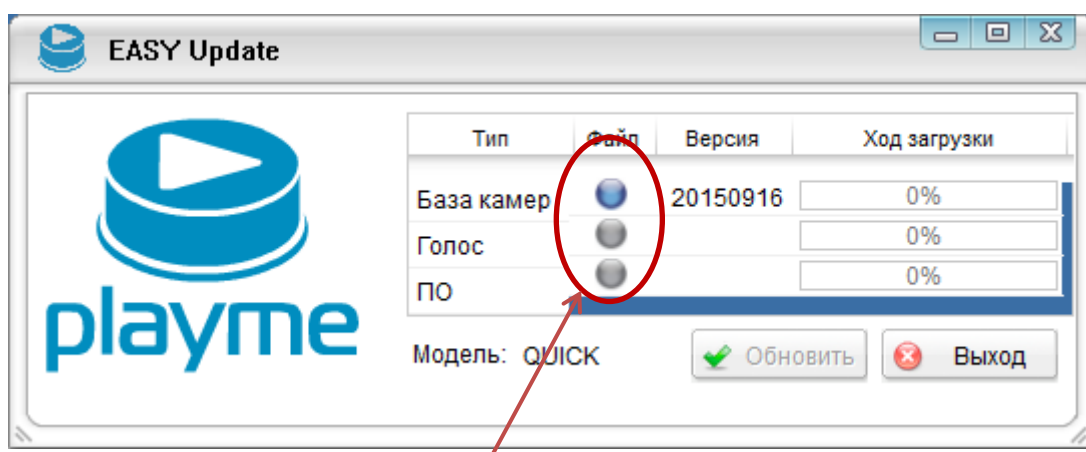 EASY Update
Тип Файл Версия Ход загрузки
База камер 20150916 0%
Голос 0%
ПО 0%
playme
Модель: QUICK Обновить Выход